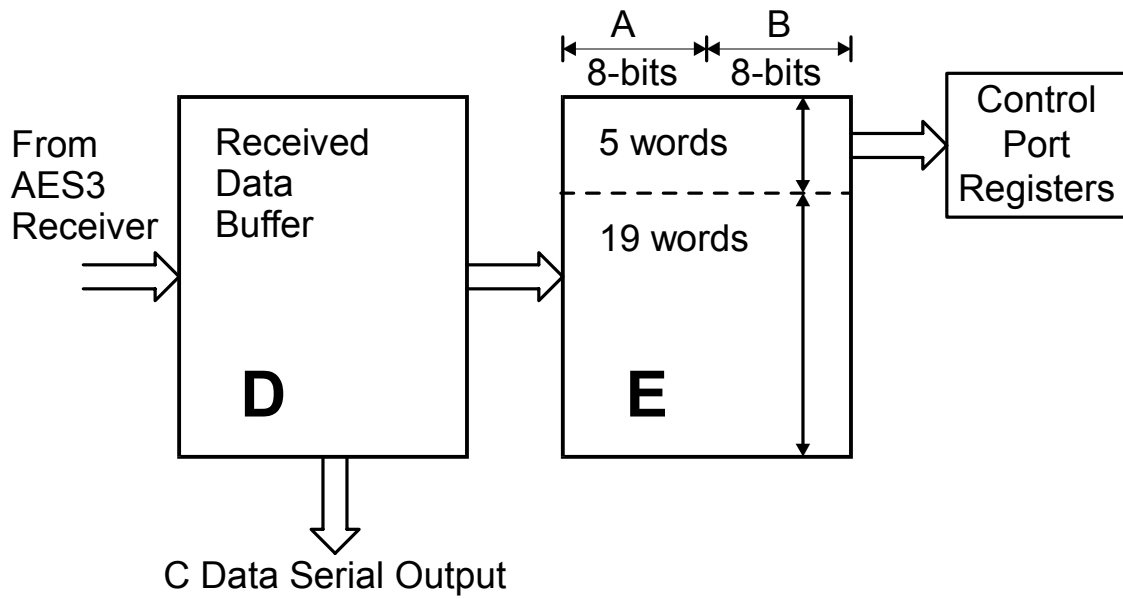 A
B
8-bits
8-bits
From
AES3
Receiver
Received
Data
Buffer
D
5 words
19 words
E
Control
Port
Registers
C Data Serial Output